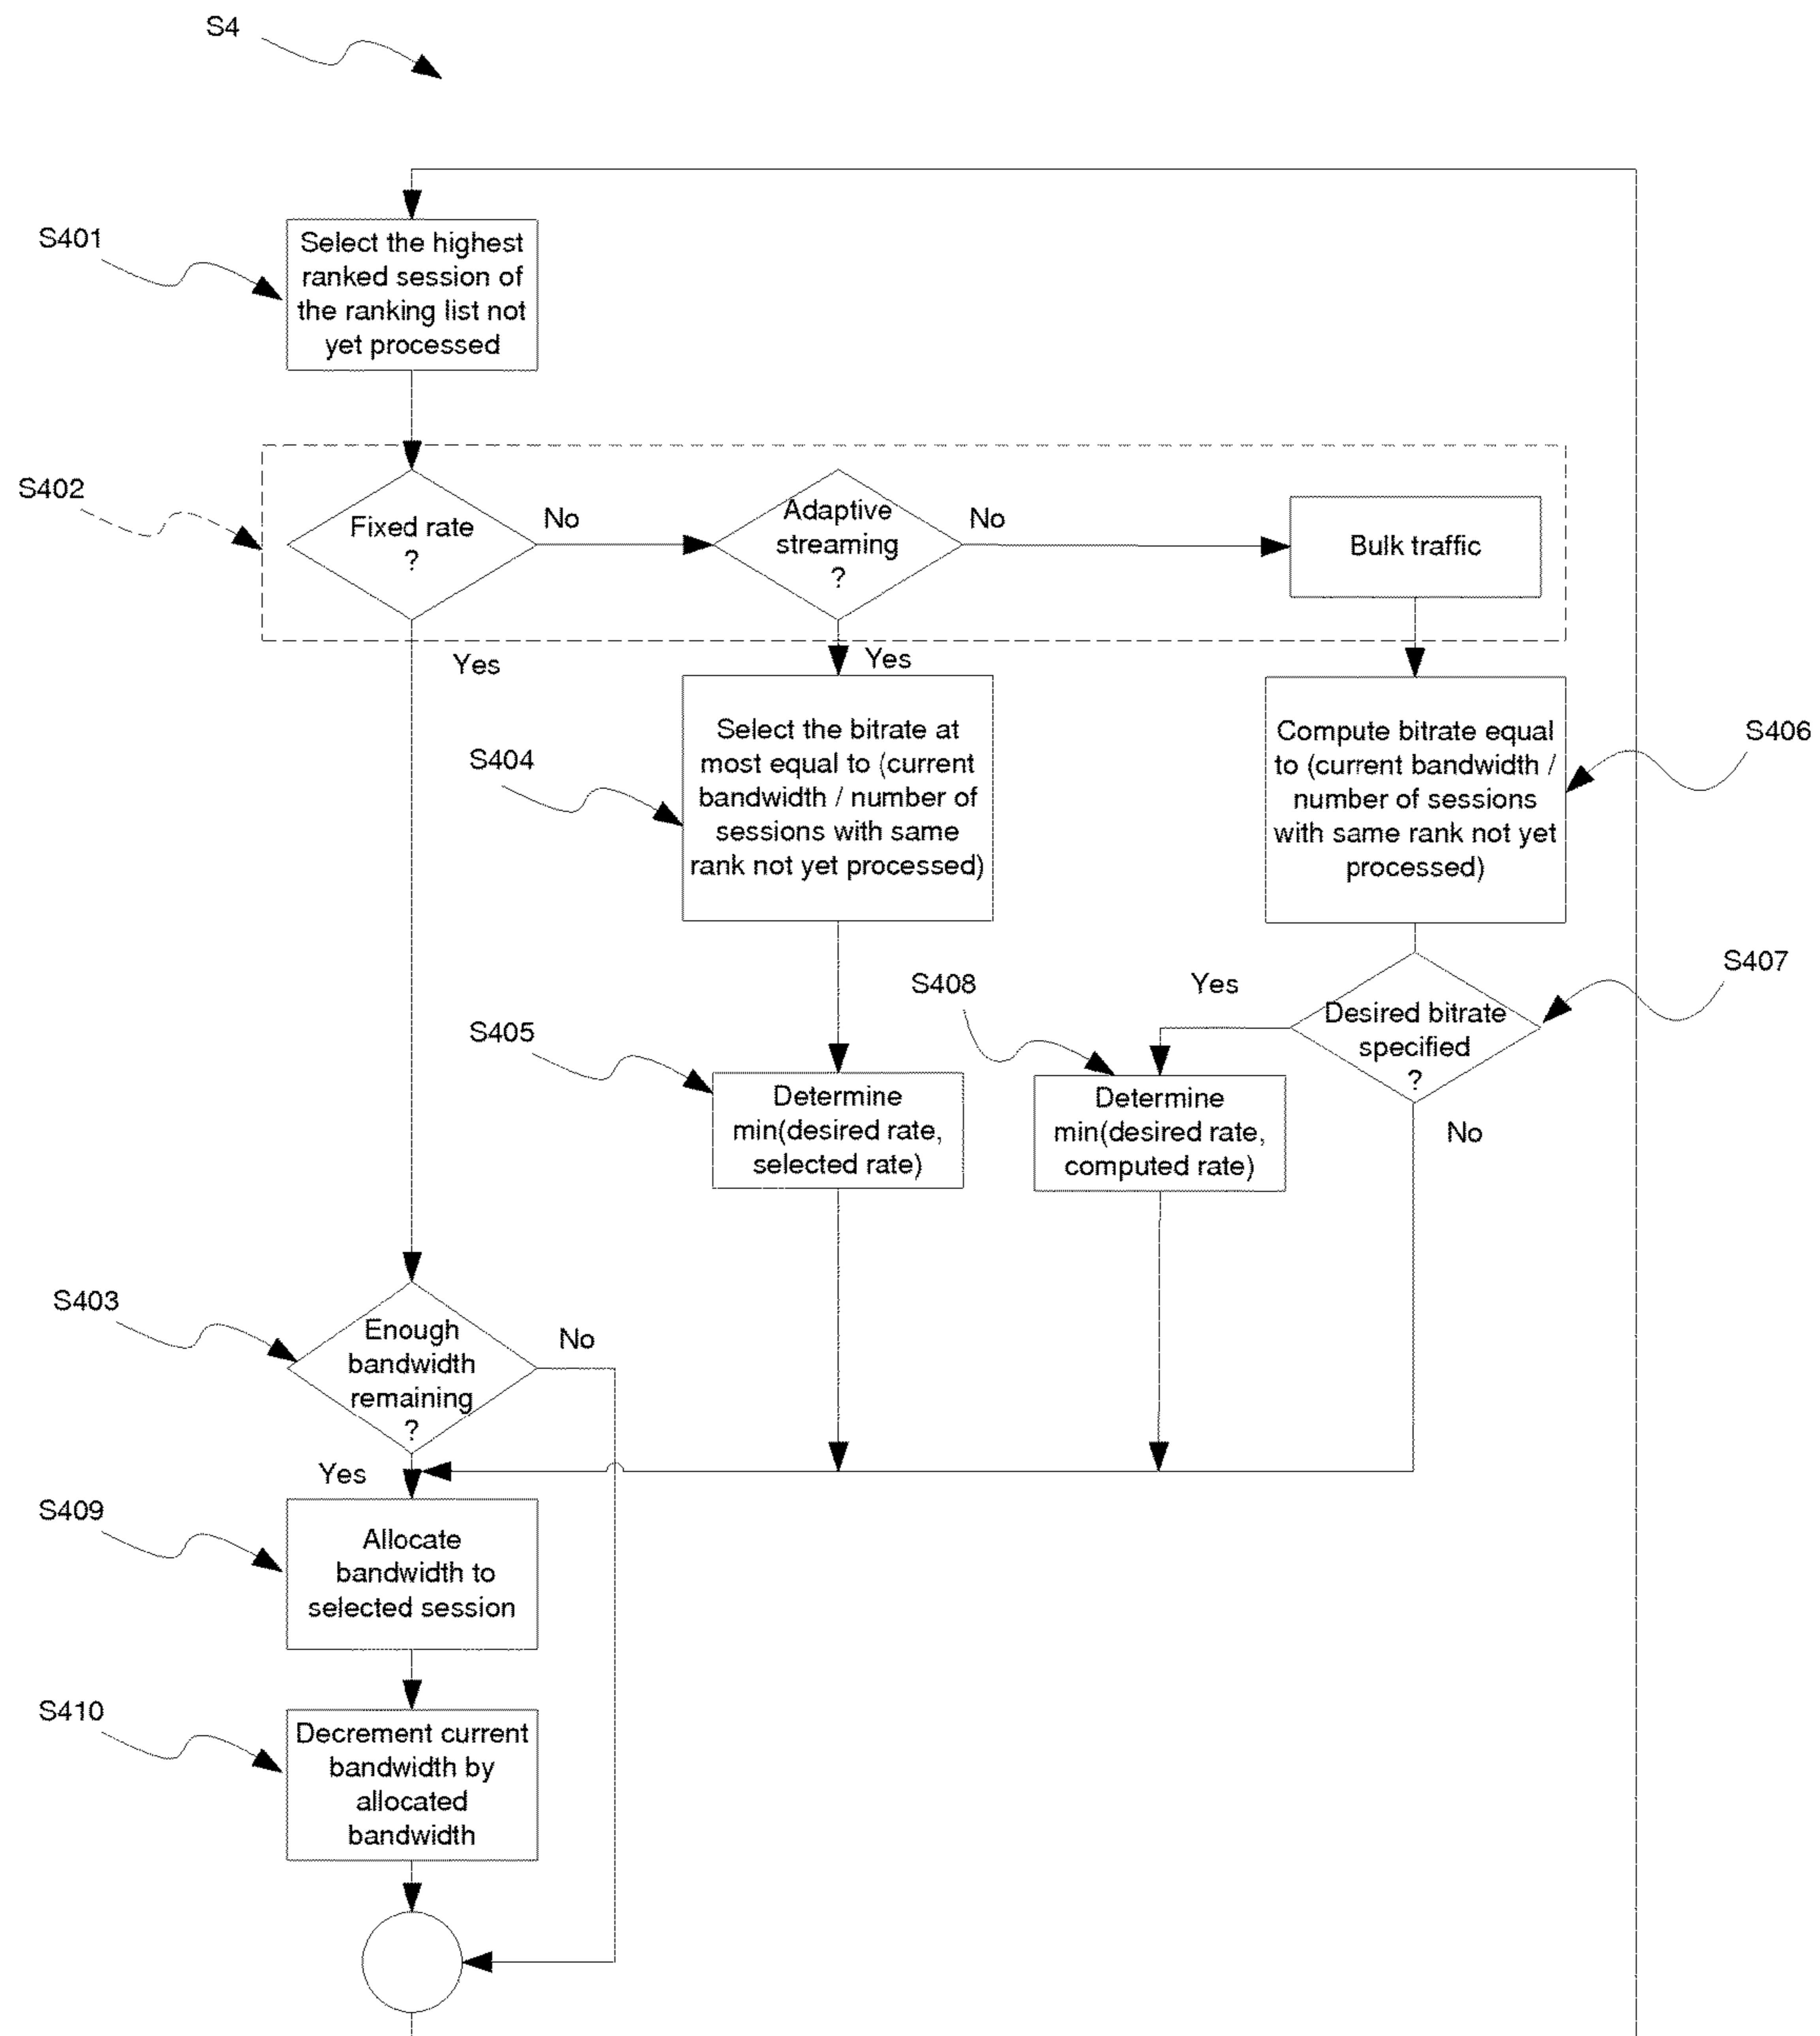 S4
S401
Select the highest
ranked session of
the ranking list not
yet processed
S402
Fixed rate
?
No
Adaptive
streaming
?
No
Bulk traffic
Yes
Yes
S404
Select the bitrate at
most equal to (current
bandwidth / number of
sessions with same
rank not yet processed)
Compute bitrate equal
to (current bandwidth /
number of sessions
with same rank not yet
processed)
S406
S407
Desired bitrate
specified
?
Yes
No
S408
S405
Determine
min(desired rate,
selected rate)
Determine
min(desired rate,
computed rate)
S403
Enough
bandwidth
remaining
?
No
Yes
S409
Allocate
bandwidth to
selected session
S410
Decrement current
bandwidth by
allocated
bandwidth